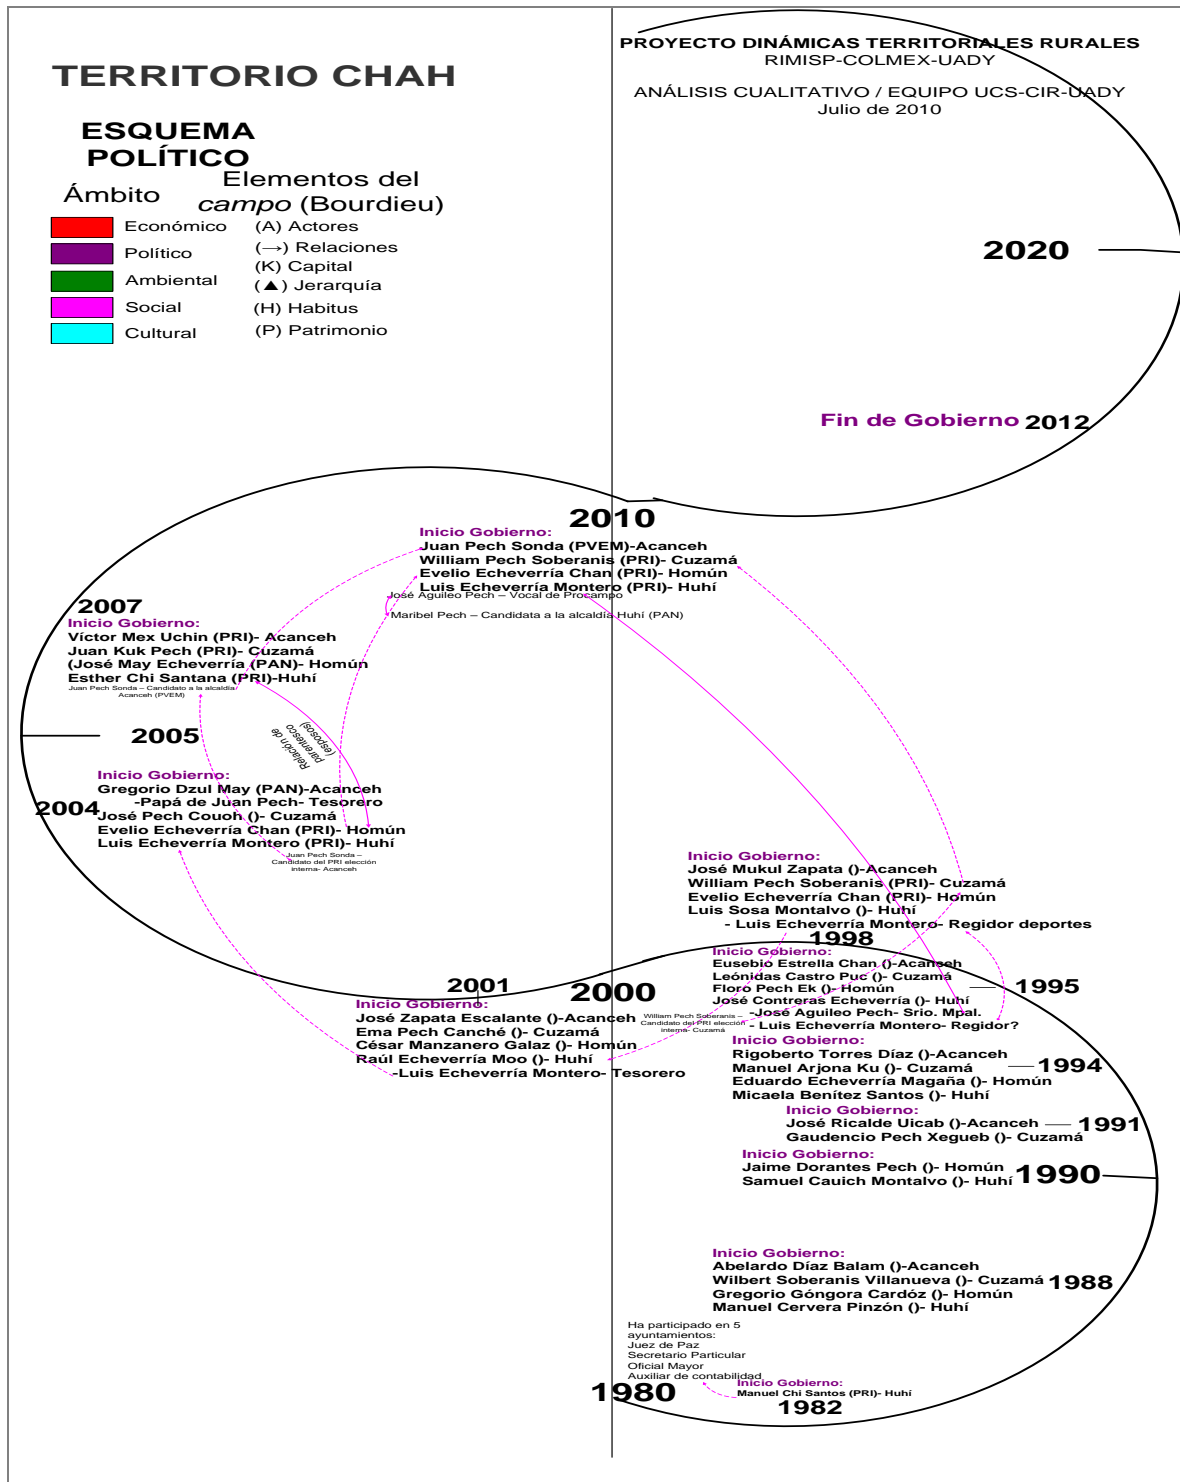 TERRITORIO CHAH
PROYECTO DINÁMICAS TERRITORIALES RURALES
RIMISP-COLMEX-UADY
ANÁLISIS CUALITATIVO / EQUIPO UCS-CIR-UADY
Julio de 2010
ESQUEMA
POLÍTICO
Ámbito
Elementos del
campo (Bourdieu)
Económico
Político
Ambiental
Social
Cultural
(A) Actores
(→) Relaciones
(K) Capital
(▲) Jerarquía
(H) Habitus
(P) Patrimonio
2020
Fin de Gobierno 2012
2010
Inicio Gobierno:
Juan Pech Sonda (PVEM)-Acanceh
William Pech Soberanis (PRI)- Cuzamá
Evelio Echeverría Chan (PRI)- Homún
Luis Echeverría Montero (PRI)- Huhí
José Aguileo Pech – Vocal de Procampo
Maribel Pech – Candidata a la alcaldía Huhí (PAN)
2007
Inicio Gobierno:
Víctor Mex Uchin (PRI)- Acanceh
Juan Kuk Pech (PRI)- Cuzamá
(José May Echeverría (PAN)- Homún
Esther Chi Santana (PRI)-Huhí
Juan Pech Sonda – Candidato a la alcaldía
Acanceh (PVEM)
Relación de
parentesco
(esposos)
2005
Inicio Gobierno:
Gregorio Dzul May (PAN)-Acanceh
-Papá de Juan Pech- Tesorero
2004
José Pech Couoh ()- Cuzamá
Evelio Echeverría Chan (PRI)- Homún
Luis Echeverría Montero (PRI)- Huhí
Juan Pech Sonda –
Candidato del PRI elección
interna- Acanceh
Inicio Gobierno:
José Mukul Zapata ()-Acanceh
William Pech Soberanis (PRI)- Cuzamá
Evelio Echeverría Chan (PRI)- Homún
Luis Sosa Montalvo ()- Huhí
- Luis Echeverría Montero- Regidor deportes
1998
Inicio Gobierno:
Eusebio Estrella Chan ()-Acanceh
Leónidas Castro Puc ()- Cuzamá
Floro Pech Ek ()- Homún
José Contreras Echeverría ()- Huhí
-José Aguileo Pech- Srio. Mpal.
- Luis Echeverría Montero- Regidor?
1995
2001
2000
Inicio Gobierno:
José Zapata Escalante ()-Acanceh
Ema Pech Canché ()- Cuzamá
César Manzanero Galaz ()- Homún
Raúl Echeverría Moo ()- Huhí
-Luis Echeverría Montero- Tesorero
William Pech Soberanis –
Candidato del PRI elección
interna- Cuzamá
Inicio Gobierno:
Rigoberto Torres Díaz ()-Acanceh
Manuel Arjona Ku ()- Cuzamá
Eduardo Echeverría Magaña ()- Homún
Micaela Benítez Santos ()- Huhí
1994
Inicio Gobierno:
José Ricalde Uicab ()-Acanceh
Gaudencio Pech Xegueb ()- Cuzamá
1991
Inicio Gobierno:
Jaime Dorantes Pech ()- Homún
Samuel Cauich Montalvo ()- Huhí
1990
Inicio Gobierno:
Abelardo Díaz Balam ()-Acanceh
Wilbert Soberanis Villanueva ()- Cuzamá
Gregorio Góngora Cardóz ()- Homún
Manuel Cervera Pinzón ()- Huhí
1988
Ha participado en 5
ayuntamientos:
Juez de Paz
Secretario Particular
Oficial Mayor
Auxiliar de contabilidad
1980
Inicio Gobierno:
Manuel Chi Santos (PRI)- Huhí
1982